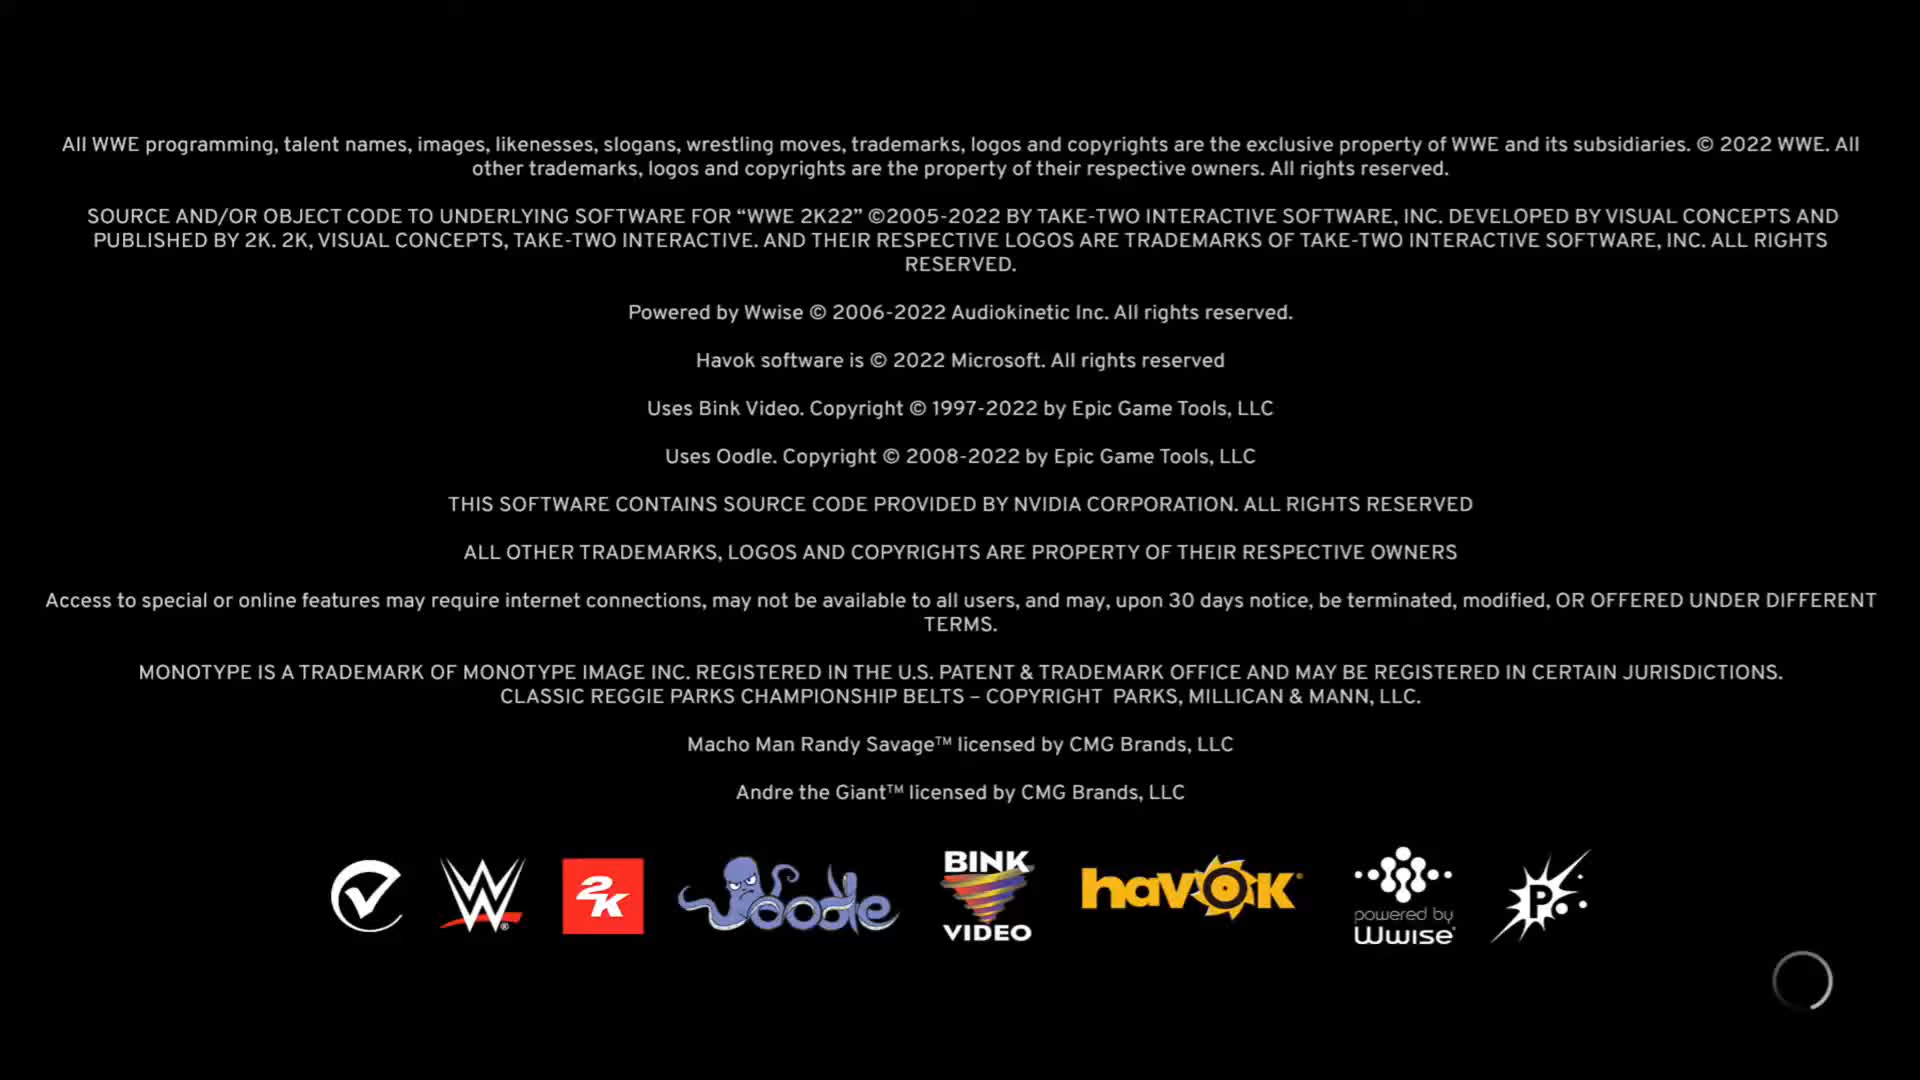 All WWE programming, talent names, images, likenesses, slogans, wrestling moves, trademarks, logos and copyrights are the exclusive property of WWE and its subsidiaries. © 2022 WWE. All
other trademarks, logos and copyrights are the property of their respective owners. All rights reserved.
SOURCE AND/OR OBJECT CODE TO UNDERLYING SOFTWARE FOR “WWE 2K22” ©2005-2022 BY TAKE-TWO INTERACTIVE SOFTWARE, INC. DEVELOPED BY VISUAL CONCEPTS AND
PUBLISHED BY 2K. 2K, VISUAL CONCEPTS, TAKE-TWO INTERACTIVE. AND THEIR RESPECTIVE LOGOS ARE TRADEMARKS OF TAKE-TWO INTERACTIVE SOFTWARE, INC. ALL RIGHTS
RESERVED.
Powered by Wwise © 2006-2022 Audiokinetic Inc. All rights reserved.
Havok software is © 2022 Microsoft. All rights reserved
Uses Bink Video. Copyright © 1997-2022 by Epic Game Tools, LLC
Uses Oodle. Copyright © 2008-2022 by Epic Game Tools, LLC
THIS SOFTWARE CONTAINS SOURCE CODE PROVIDED BY NVIDIA CORPORATION. ALL RIGHTS RESERVED
ALL OTHER TRADEMARKS, LOGOS AND COPYRIGHTS ARE PROPERTY OF THEIR RESPECTIVE OWNERS
Access to special or online features may require internet connections, may not be available to all users, and may, upon 30 days notice, be terminated, modified, OR OFFERED UNDER DIFFERENT
TERMS.
MONOTYPE IS A TRADEMARK OF MONOTYPE IMAGE INC. REGISTERED IN THE U.S. PATENT & TRADEMARK OFFICE AND MAY BE REGISTERED IN CERTAIN JURISDICTIONS.
CLASSIC REGGIE PARKS CHAMPIONSHIP BELTS – COPYRIGHT PARKS, MILLICAN & MANN, LLC.
Macho Man Randy Savage™ licensed by CMG Brands, LLC
Andre the Giant™ licensed by CMG Brands, LLC
W ®
2K
oodle
BINK
VIDEO
havok
powered by
Wwise
P